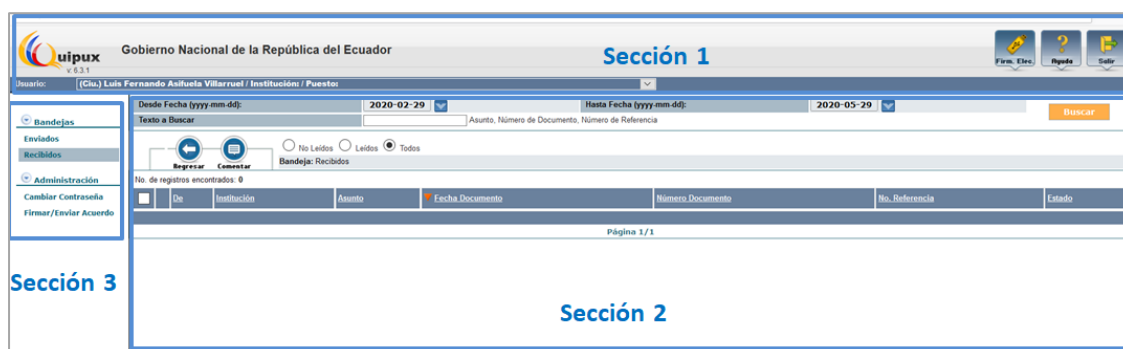 Quipux
v. 6.3.1
Gobierno Nacional de la República del Ecuador
Sección 1
Firm. Elec.
Ayuda
Salir
Usuario: (Ciu.) Luis Fernando Asifuela Villarruel / Institución: / Puesto:
Bandejas
Enviados
Recibidos
Administración
Cambiar Contraseña
Firmar/Enviar Acuerdo
Sección 3
Desde Fecha (yyyy-mm-dd): 2020-02-29 Hasta Fecha (yyyy-mm-dd): 2020-05-29
Buscar
Texto a Buscar Asunto, Número de Documento, Número de Referencia
Regresar
Comentar
No Leídos Leídos Todos
Bandeja: Recibidos
No. de registros encontrados: 0
De Institución Asunto Fecha Documento Número Documento No. Referencia Estado
Página 1/1
Sección 2